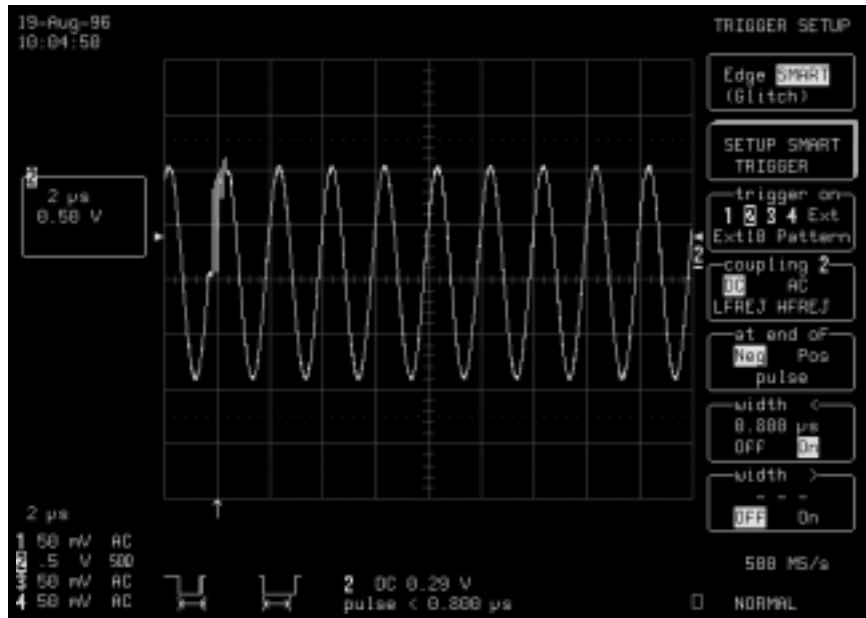 19-Aug-96
10:04:50
TRIGGER SETUP
Edge SMART
(Glitch)
SETUP SMART
TRIGGER
trigger on
1 2 3 4 Ext
Ext10 Pattern
coupling 2
DC AC
LFREJ HFREJ
at end of
Neg Pos
pulse
width <
0.800 µs
OFF On
width >
- - -
OFF On
2
2 µs
0.50 V
2 µs
1 50 mV AC
2 .5 V 50Ω
3 50 mV AC
4 50 mV AC
2 DC 0.29 V
pulse < 0.800 µs
500 MS/s
NORMAL